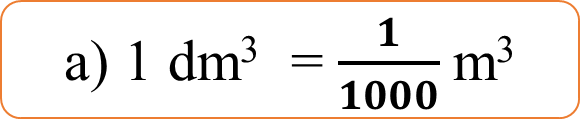 a) 1 dm³ = 1/1000 m³